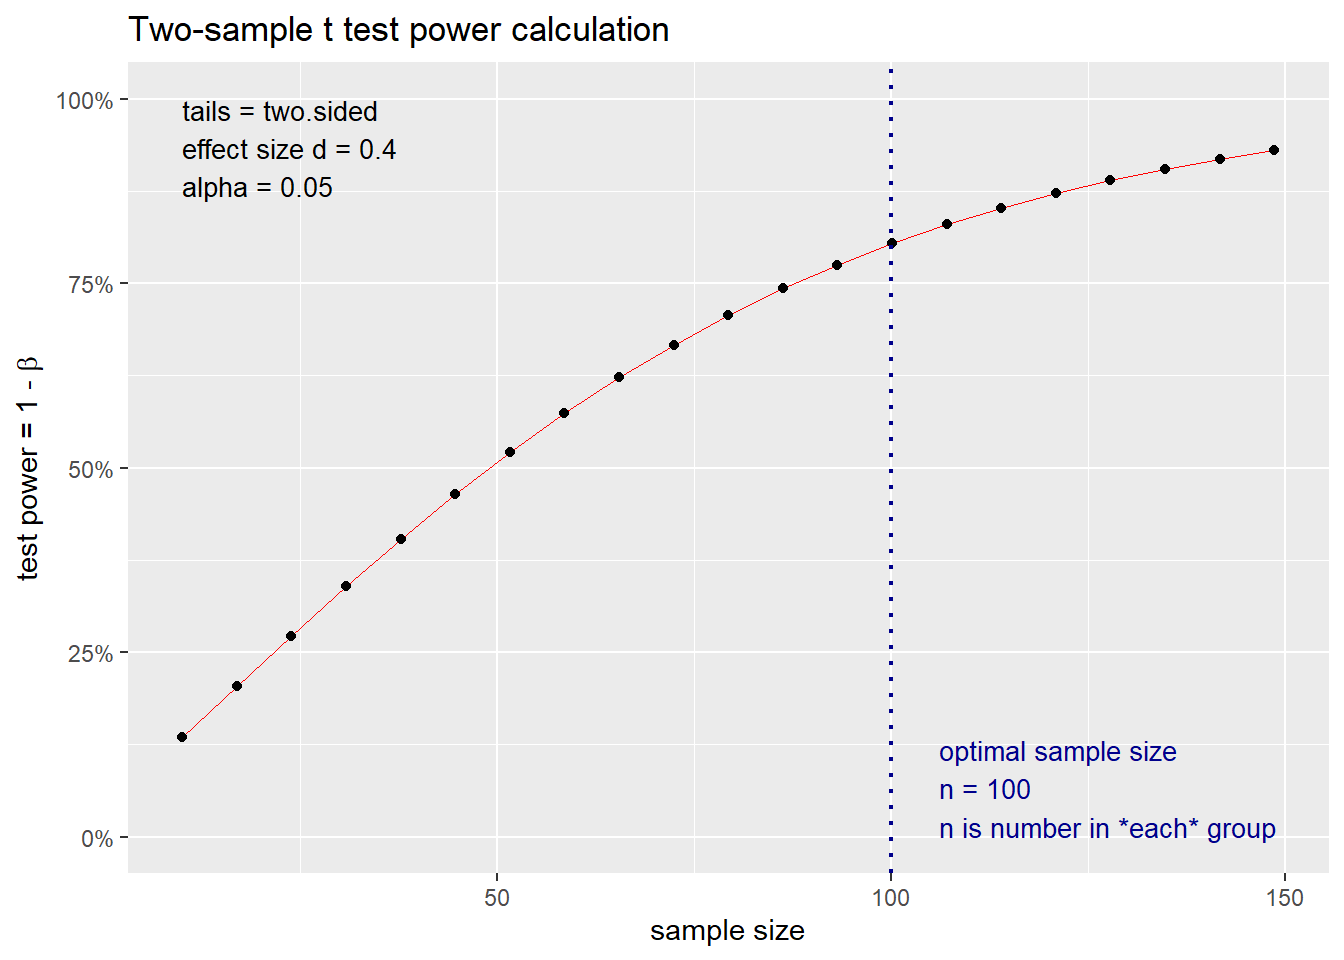 Two-sample t test power calculation
100%
75%
50%
25%
0%
test power = 1 - β
tails = two.sided
effect size d = 0.4
alpha = 0.05
optimal sample size
n = 100
n is number in *each* group
50
100
150
sample size